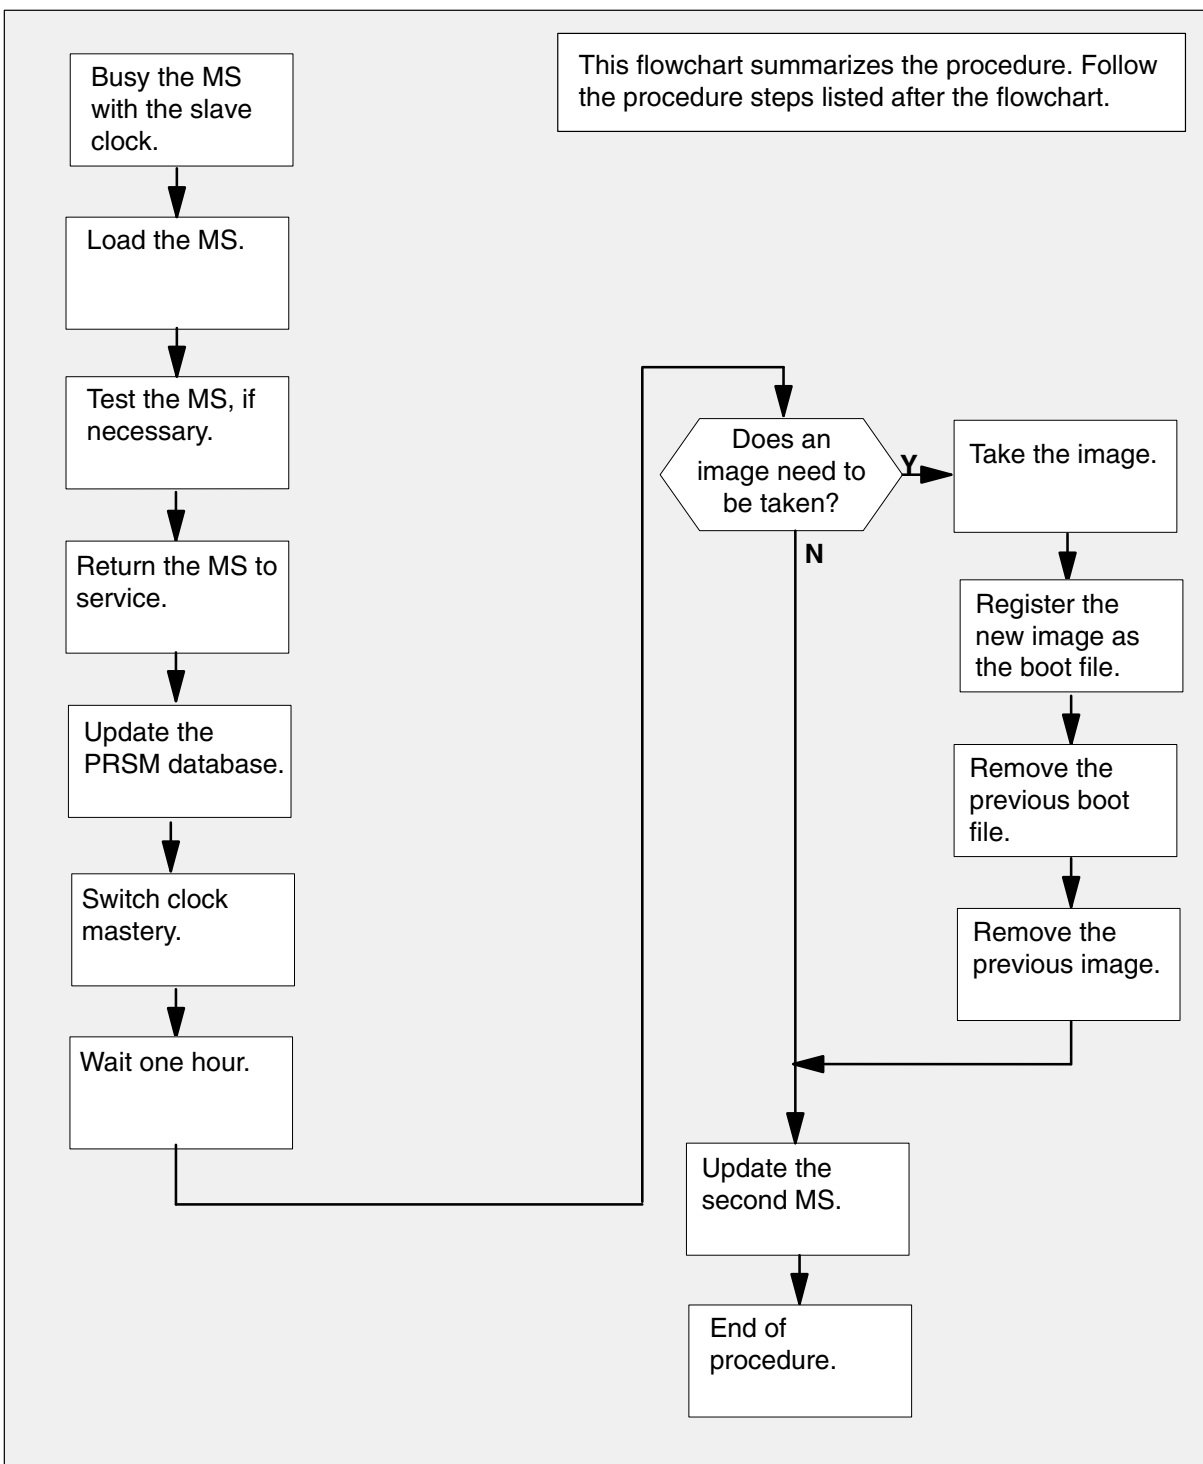 This flowchart summarizes the procedure. Follow
the procedure steps listed after the flowchart.
Busy the MS
with the slave
clock.
Load the MS.
Test the MS, if
necessary.
Return the MS to
service.
Update the
PRSM database.
Switch clock
mastery.
Wait one hour.
Does an
image need to
be taken?
Y
N
Take the image.
Register the
new image as
the boot file.
Remove the
previous boot
file.
Remove the
previous image.
Update the
second MS.
End of
procedure.